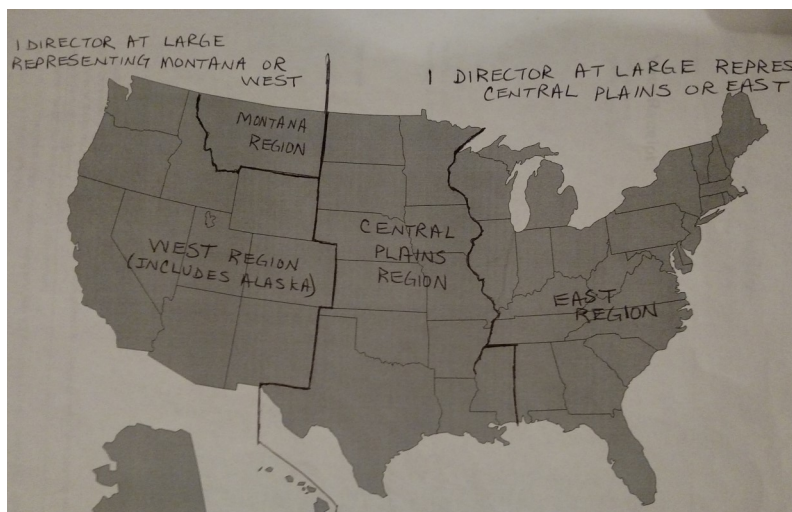 1 DIRECTOR AT LARGE
REPRESENTING MONTANA OR
WEST
1 DIRECTOR AT LARGE REPRES
CENTRAL PLAINS OR EAST
MONTANA
REGION
WEST REGION
(INCLUDES ALASKA)
CENTRAL
PLAINS
REGION
EAST
REGION